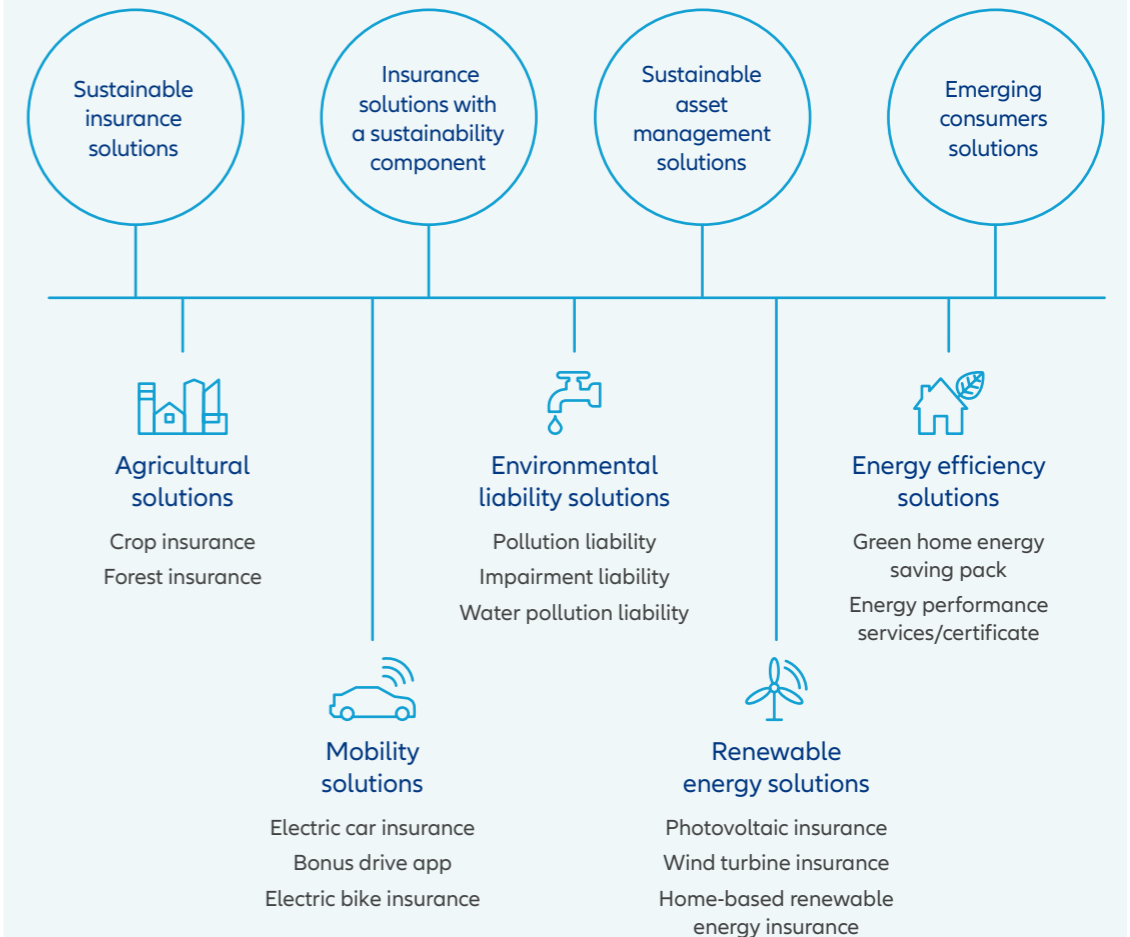 Sustainable
insurance
solutions
Insurance
solutions with
a sustainability
component
Sustainable
asset
management
solutions
Emerging
consumers
solutions
Agricultural
solutions
Crop insurance
Forest insurance
Environmental
liability solutions
Pollution liability
Impairment liability
Water pollution liability
Energy efficiency
solutions
Green home energy
saving pack
Energy performance
services/certificate
Mobility
solutions
Electric car insurance
Bonus drive app
Electric bike insurance
Renewable
energy solutions
Photovoltaic insurance
Wind turbine insurance
Home-based renewable
energy insurance